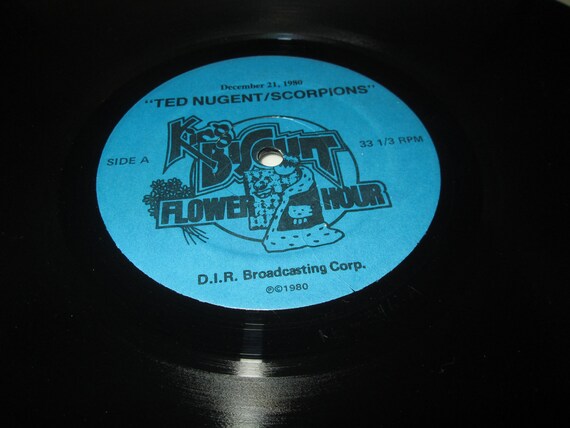 December 21, 1980
"TED NUGENT/SCORPIONS"
SIDE A
33 1/3 RPM
King BISCUIT
FLOWER HOUR
D.I.R. Broadcasting Corp.
℗©1980